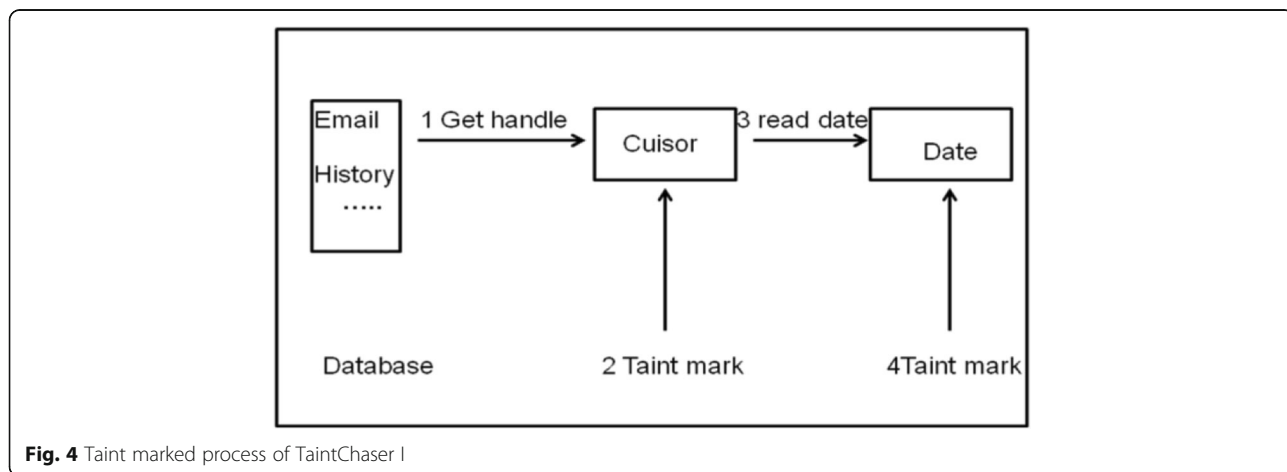 Email
History
.....
1 Get handle
Cuisor
3 read date
Date
Database
2 Taint mark
4Taint mark
Fig. 4 Taint marked process of TaintChaser I